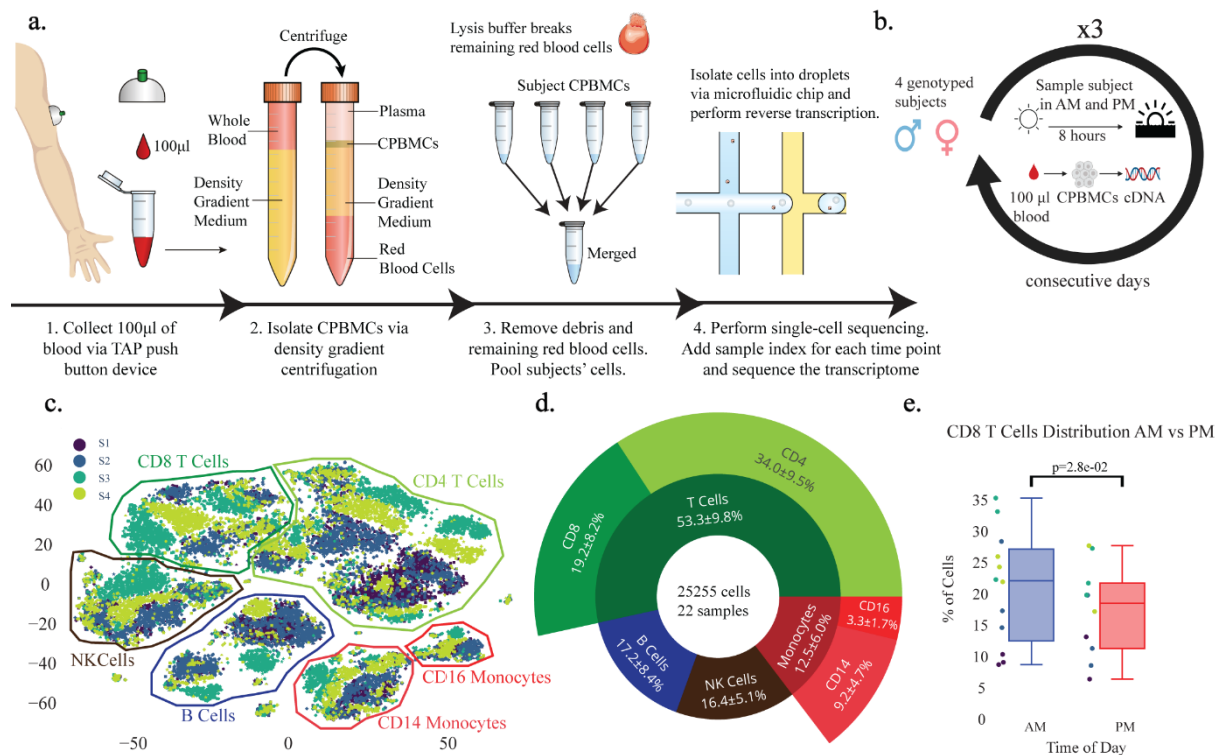 a.
Centrifuge
100µl
Whole
Blood
Density
Gradient
Medium
Plasma
CPBMCs
Density
Gradient
Medium
Red
Blood Cells
Lysis buffer breaks
remaining red blood cells
Subject CPBMCs
Merged
Isolate cells into droplets
via microfluidic chip and
perform reverse transcription.
1. Collect 100µl of
blood via TAP push
button device
2. Isolate CPBMCs via
density gradient
centrifugation
3. Remove debris and
remaining red blood cells.
Pool subjects' cells.
4. Perform single-cell sequencing.
Add sample index for each time point
and sequence the transcriptome
b.
x3
4 genotyped
subjects
Sample subject
in AM and PM
8 hours
100 µl
blood
CPBMCs
cDNA
consecutive days
c.
S1
S2
S3
S4
60
40
20
0
−20
−40
−60
−50
0
50
CD8 T Cells
CD4 T Cells
NKCells
B Cells
CD16 Monocytes
CD14 Monocytes
d.
CD4
34.0±9.5%
T Cells
53.3±9.8%
CD8
19.2±8.2%
25255 cells
22 samples
B Cells
17.2±8.4%
NK Cells
16.4±5.1%
Monocytes
12.5±6.0%
CD16
3.3±1.7%
CD14
9.2±4.7%
e.
CD8 T Cells Distribution AM vs PM
p=2.8e-02
% of Cells
35
30
25
20
15
10
5
0
AM
PM
Time of Day